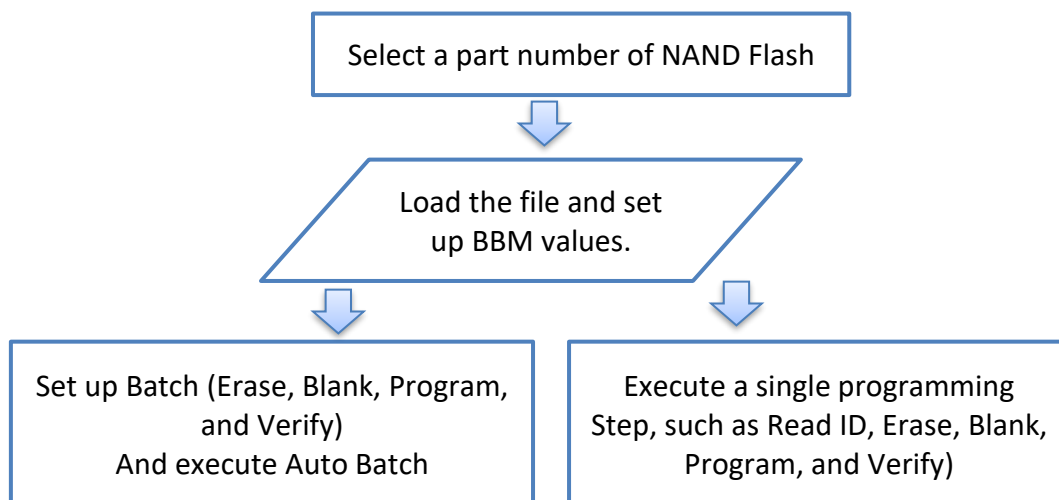 Select a part number of NAND Flash
Load the file and set
up BBM values.
Set up Batch (Erase, Blank, Program,
and Verify)
And execute Auto Batch
Execute a single programming
Step, such as Read ID, Erase, Blank,
Program, and Verify)